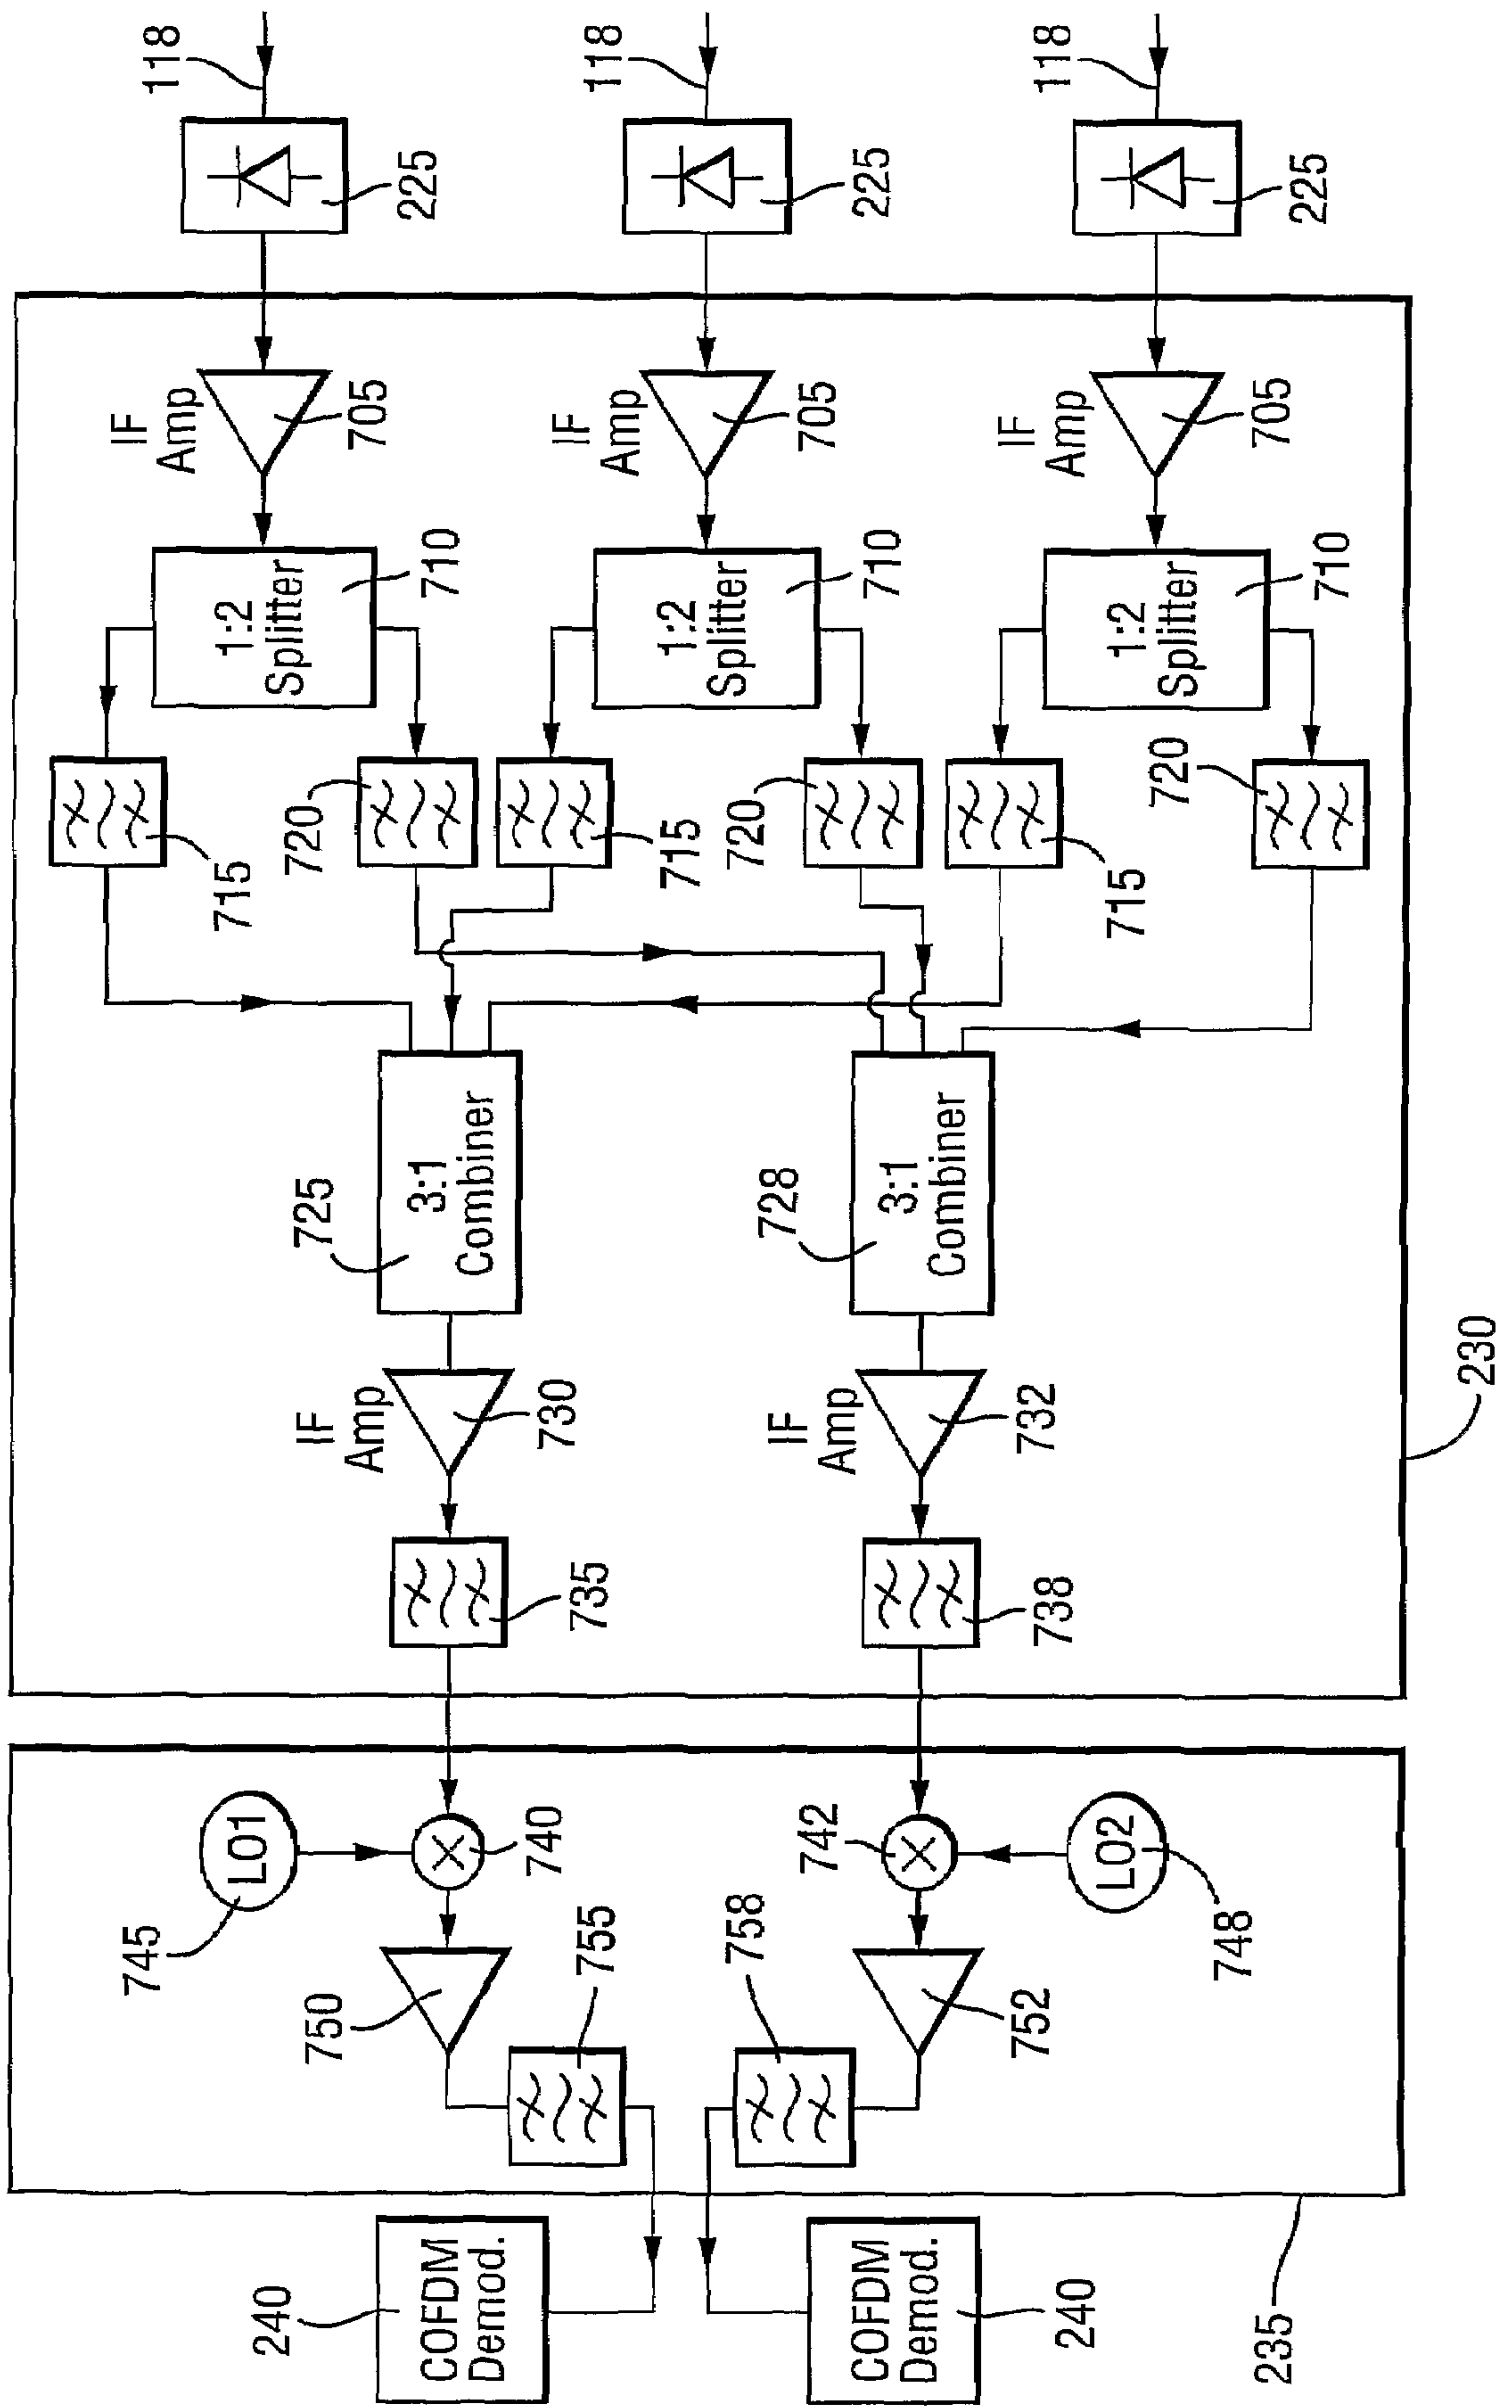 118
225
118
225
118
225
IF
Amp
705
IF
Amp
705
IF
Amp
705
1:2
Splitter
710
1:2
Splitter
710
1:2
Splitter
710
715
720
715
720
715
720
725
3:1
Combiner
728
3:1
Combiner
IF
Amp
730
IF
Amp
732
735
738
230
LO1
745
740
742
LO2
748
750
755
758
752
240
COFDM
Demod.
COFDM
Demod.
240
235